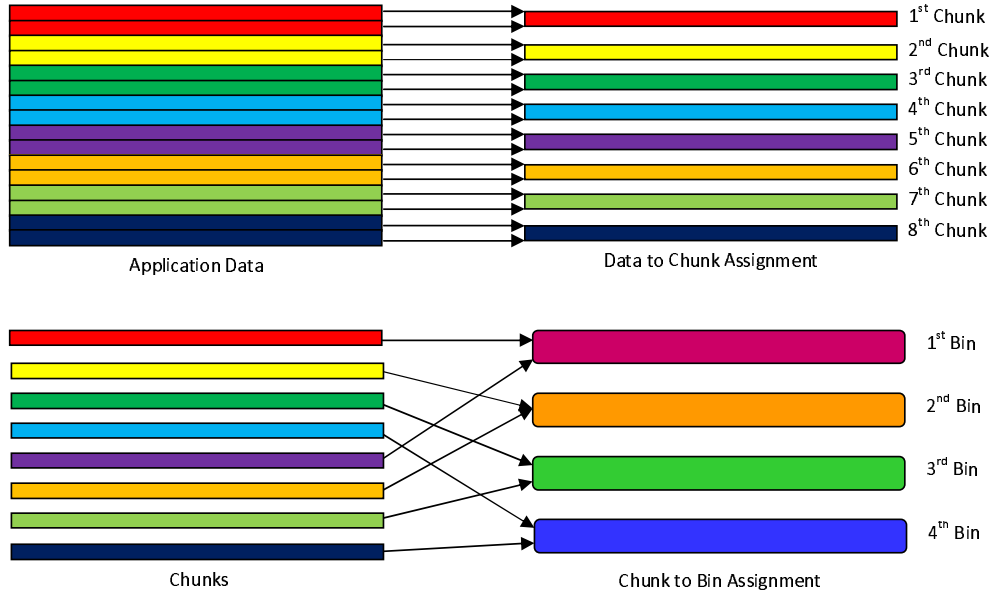 1st Chunk
2nd Chunk
3rd Chunk
4th Chunk
5th Chunk
6th Chunk
7th Chunk
8th Chunk
Application Data
Data to Chunk Assignment
1st Bin
2nd Bin
3rd Bin
4th Bin
Chunks
Chunk to Bin Assignment